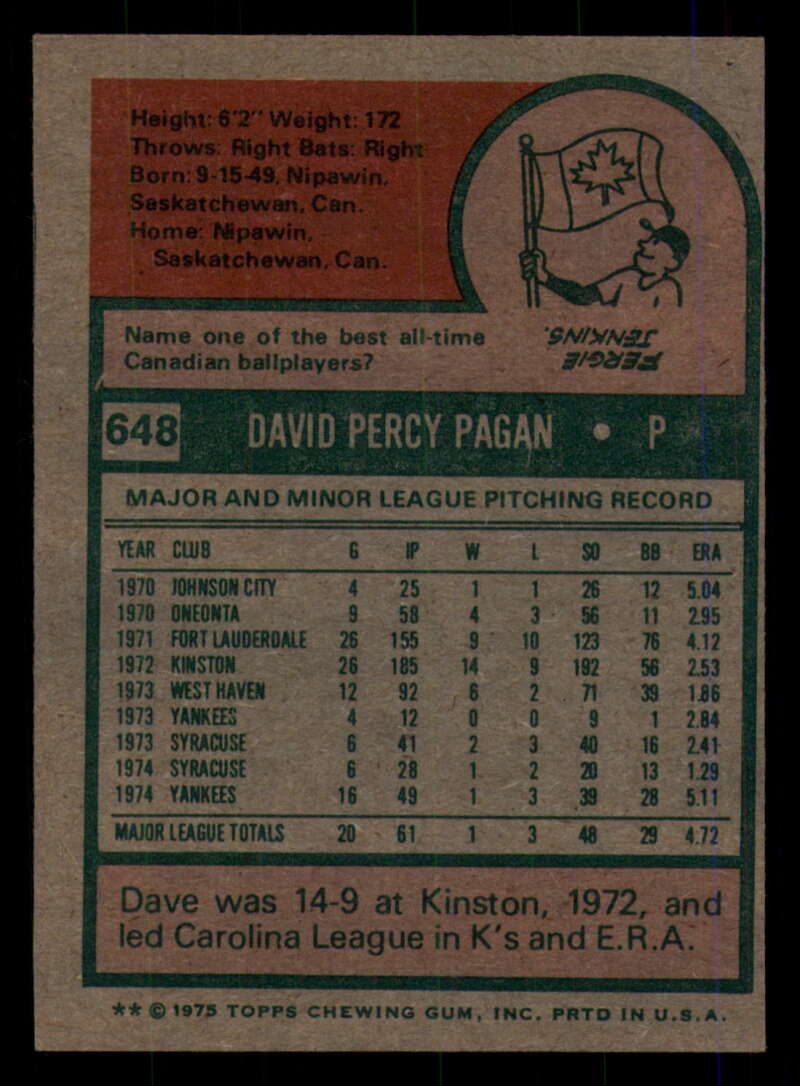 Height: 6'2" Weight: 172
Throws: Right Bats: Right
Born: 9-15-49, Nipawin,
Saskatchewan, Can.
Home: Nipawin,
Saskatchewan, Can.
Name one of the best all-time
Canadian ballplayers?
FERGIE
JENKINS.
648 DAVID PERCY PAGAN • P
MAJOR AND MINOR LEAGUE PITCHING RECORD
YEAR CLUB G IP W L SO BB ERA
1970 JOHNSON CITY 4 25 1 1 26 12 5.04
1970 ONEONTA 9 58 4 3 56 11 2.95
1971 FORT LAUDERDALE 26 155 9 10 123 76 4.12
1972 KINSTON 26 185 14 9 192 56 2.53
1973 WEST HAVEN 12 92 6 2 71 39 1.86
1973 YANKEES 4 12 0 0 9 1 2.84
1973 SYRACUSE 6 41 2 3 40 16 2.41
1974 SYRACUSE 6 28 1 2 20 13 1.29
1974 YANKEES 16 49 1 3 39 28 5.11
MAJOR LEAGUE TOTALS 20 61 1 3 48 29 4.72
Dave was 14-9 at Kinston, 1972, and
led Carolina League in K's and E.R.A.
** © 1975 TOPPS CHEWING GUM, INC. PRTD IN U.S.A.